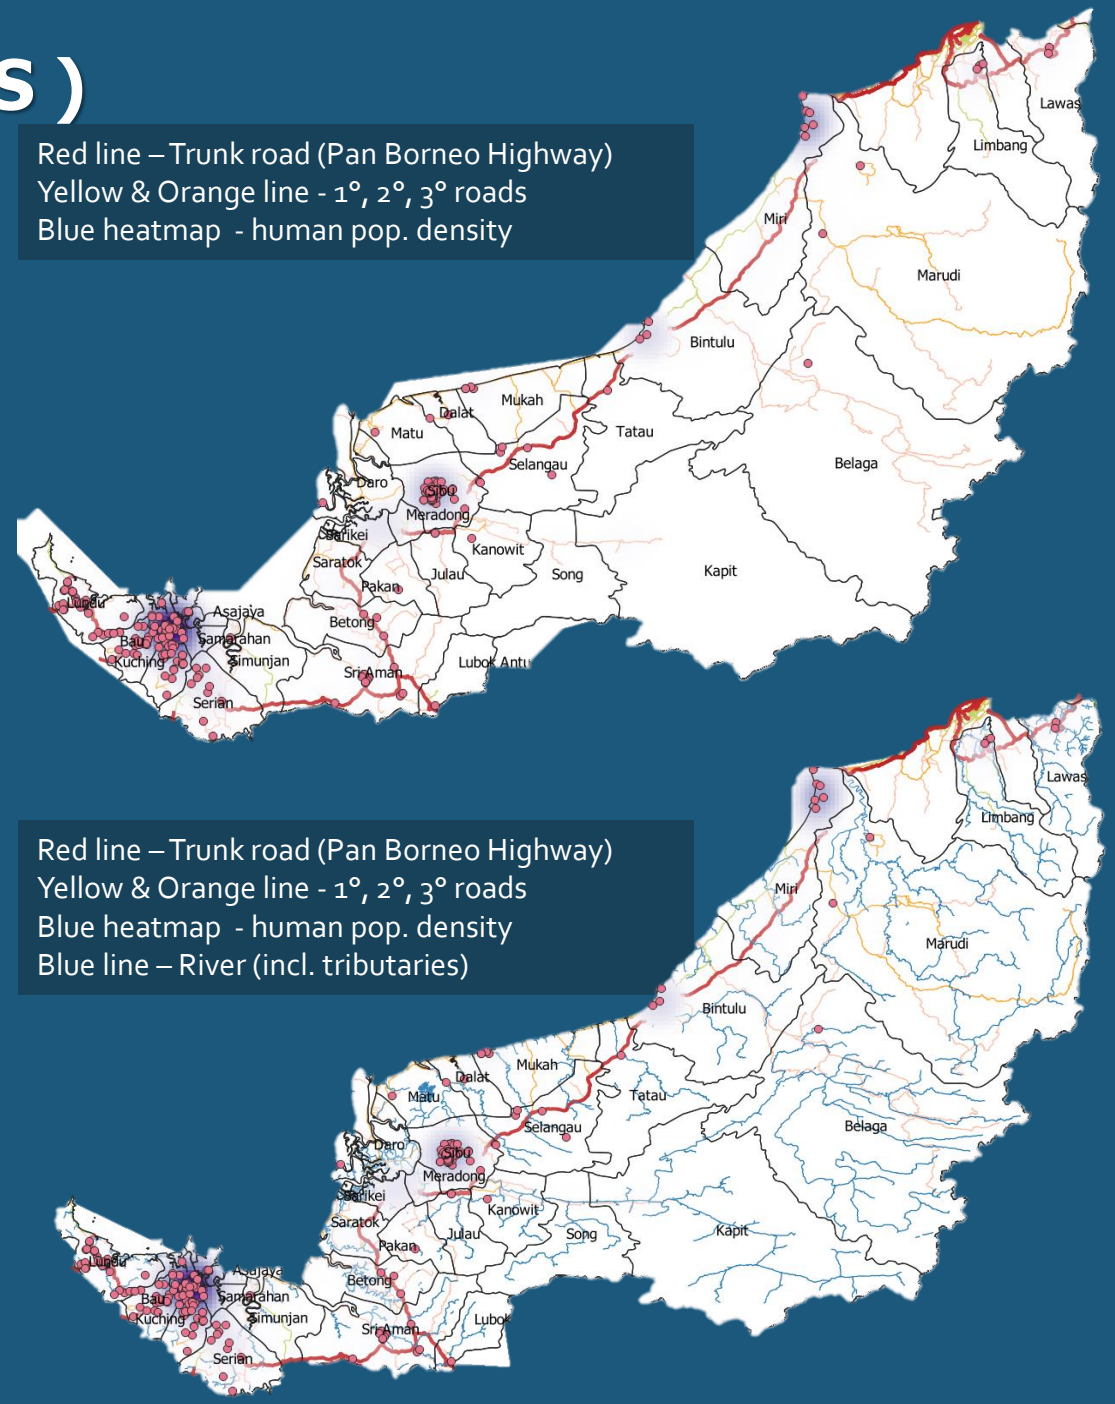 S )
Red line – Trunk road (Pan Borneo Highway)
Yellow & Orange line - 1°, 2°, 3° roads
Blue heatmap  - human pop. density
Lawas
Limbang
Miri
Marudi
Bintulu
Mukah
Dalat
Matu
Tatau
Selangau
Belaga
Daro
Sibu
Meradong
Sarikei
Kanowit
Saratok
Julau
Song
Kapit
Pakan
Asajaya
Betong
Lundu
Bau
Samarahan
Kuching
Simunjan
Lubok Antu
Sri Aman
Serian
Red line – Trunk road (Pan Borneo Highway)
Yellow & Orange line - 1°, 2°, 3° roads
Blue heatmap  - human pop. density
Blue line – River (incl. tributaries)
Lawas
Limbang
Miri
Marudi
Bintulu
Mukah
Dalat
Matu
Tatau
Selangau
Belaga
Daro
Sibu
Meradong
Sarikei
Kanowit
Saratok
Julau
Song
Kapit
Pakan
Lundu
Asajaya
Betong
Bau
Samarahan
Kuching
Simunjan
Lubok
Sri Aman
Serian